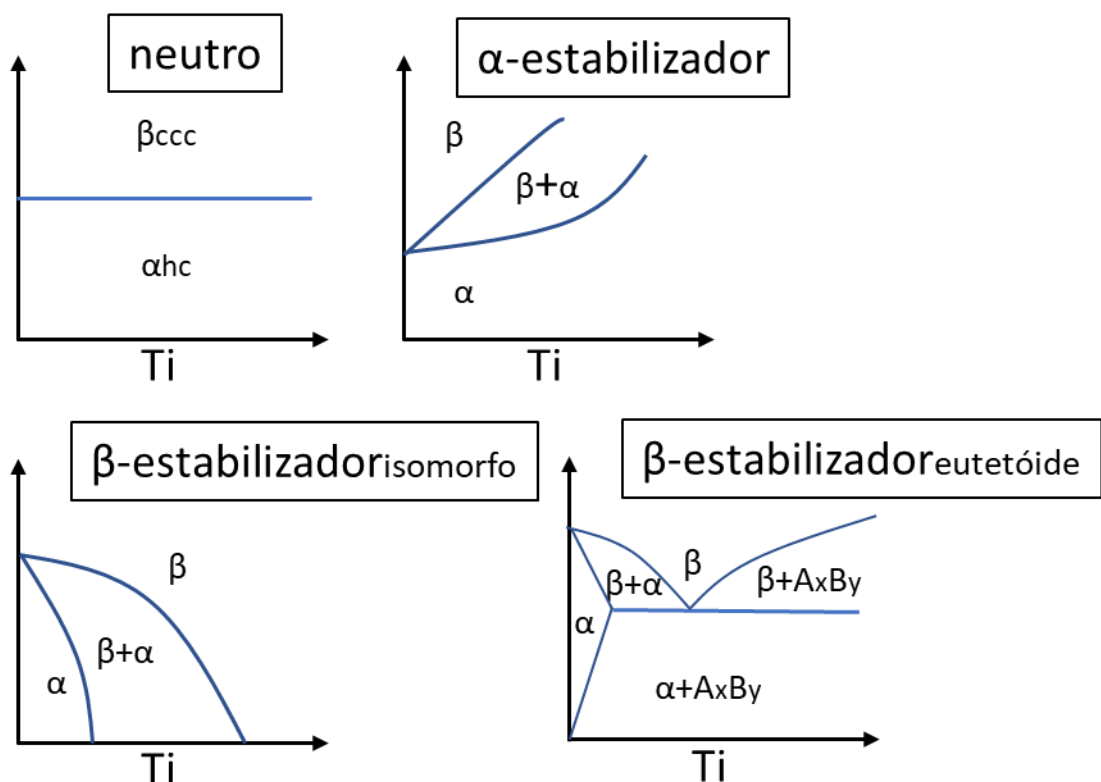 neutro
βccc
αhc
Ti
α-estabilizador
β
β+α
α
Ti
β-estabilizadorisomorfo
β
β+α
α
Ti
β-estabilizadoreutetóide
β
β+α
β+AxBy
α
α+AxBy
Ti